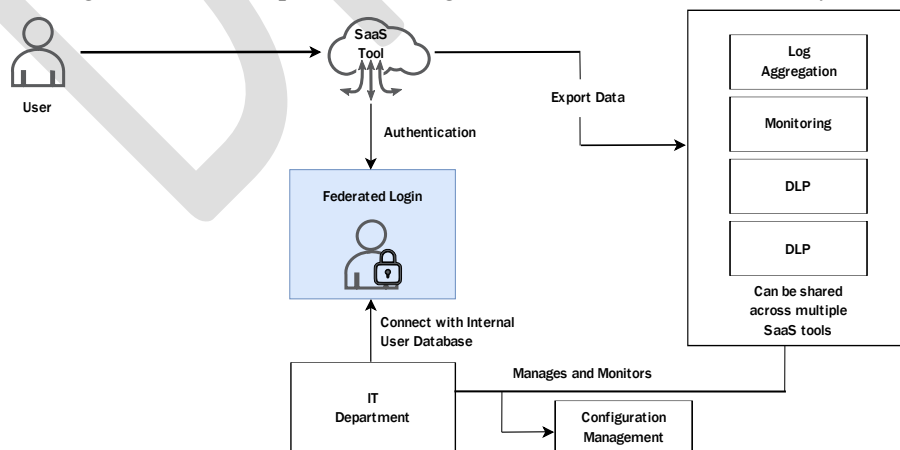 SaaS
Tool
User
Export Data
Log
Aggregation
Monitoring
DLP
DLP
Can be shared
across multiple
SaaS tools
Authentication
Federated Login
Connect with Internal
User Database
IT
Department
Manages and Monitors
Configuration
Management